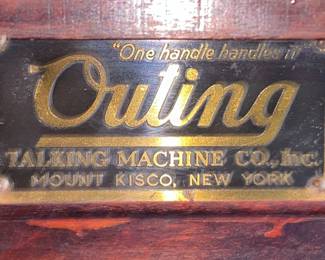 "One handle handles it"
Outing
TALKING MACHINE CO., Inc.
MOUNT KISCO, NEW YORK